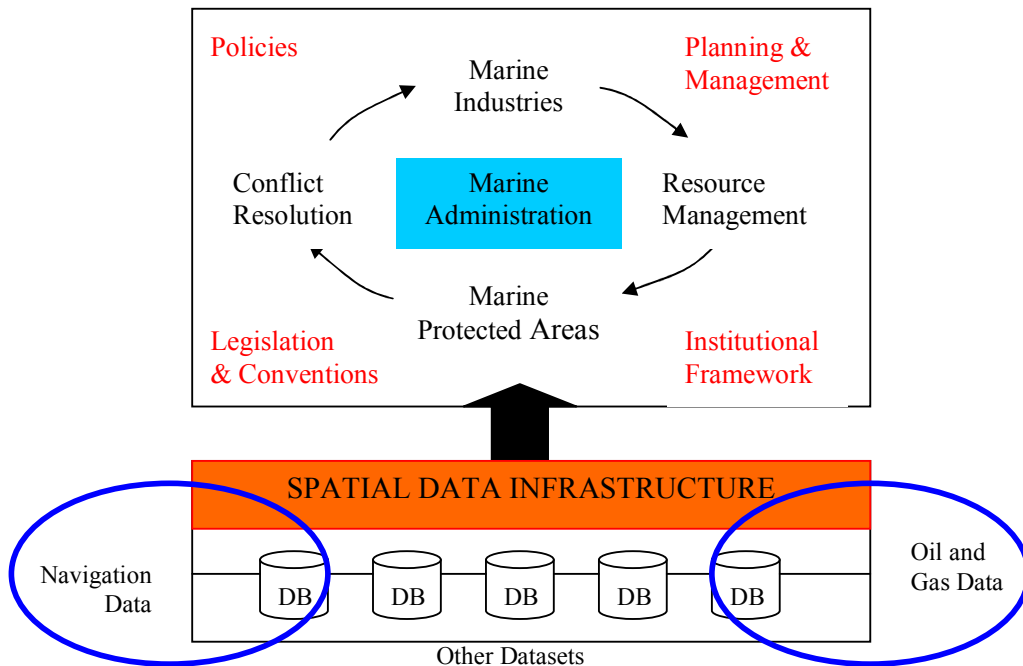 Policies
Planning &
Management
Marine
Industries
Conflict
Resolution
Marine
Administration
Resource
Management
Marine
Protected Areas
Legislation
& Conventions
Institutional
Framework
SPATIAL DATA INFRASTRUCTURE
Navigation
Data
DB
DB
DB
DB
DB
Oil and
Gas Data
Other Datasets